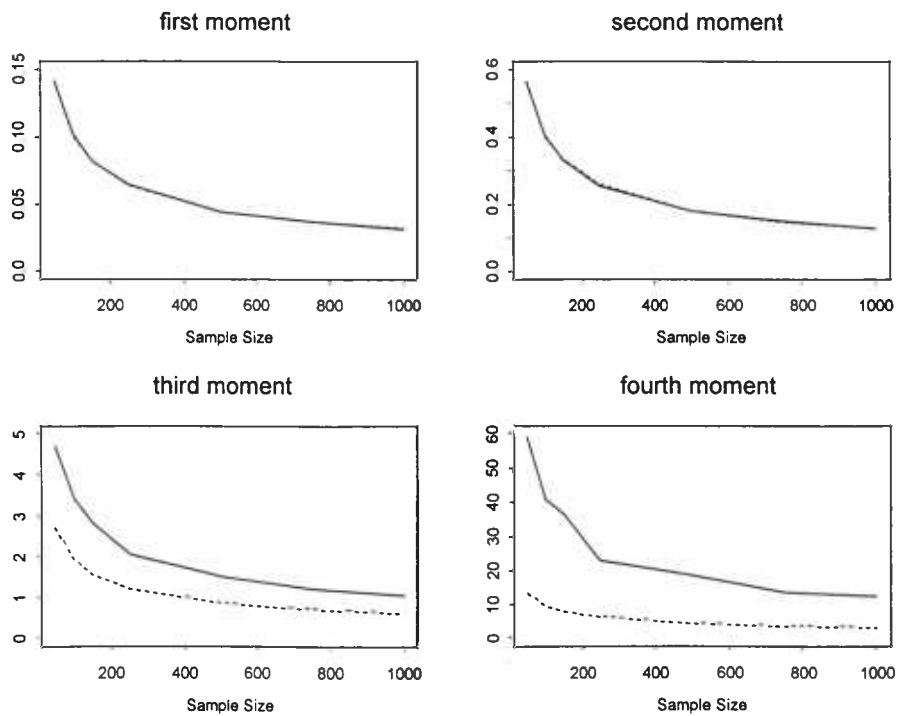 first moment
0.15
0.10
0.05
0.0
200 400 600 800 1000
Sample Size
second moment
0.6
0.4
0.2
0.0
200 400 600 800 1000
Sample Size
third moment
5
4
3
2
1
0
200 400 600 800 1000
Sample Size
fourth moment
60
50
40
30
20
10
0
200 400 600 800 1000
Sample Size